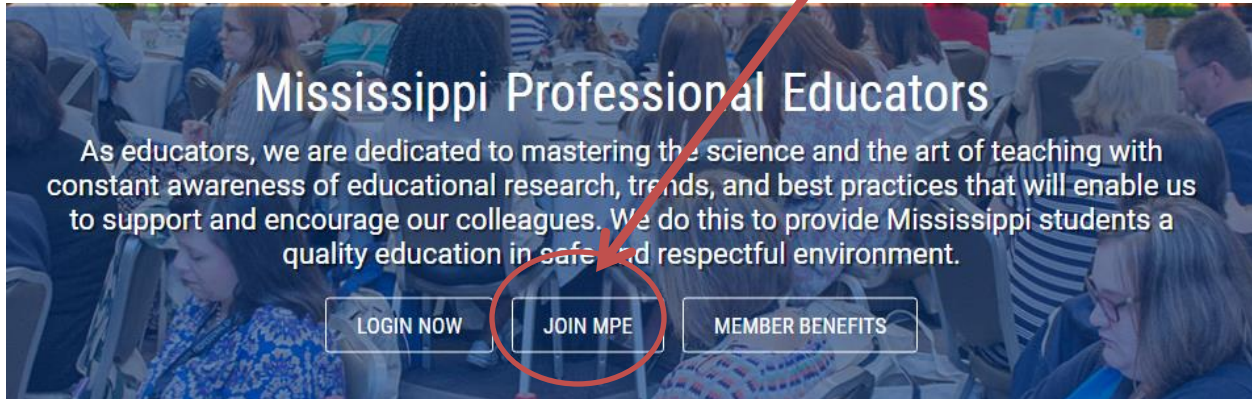 Mississippi Professional Educators
As educators, we are dedicated to mastering the science and the art of teaching with
constant awareness of educational research, trends, and best practices that will enable us
to support and encourage our colleagues. We do this to provide Mississippi students a
quality education in safe and respectful environment.
LOGIN NOW JOIN MPE MEMBER BENEFITS